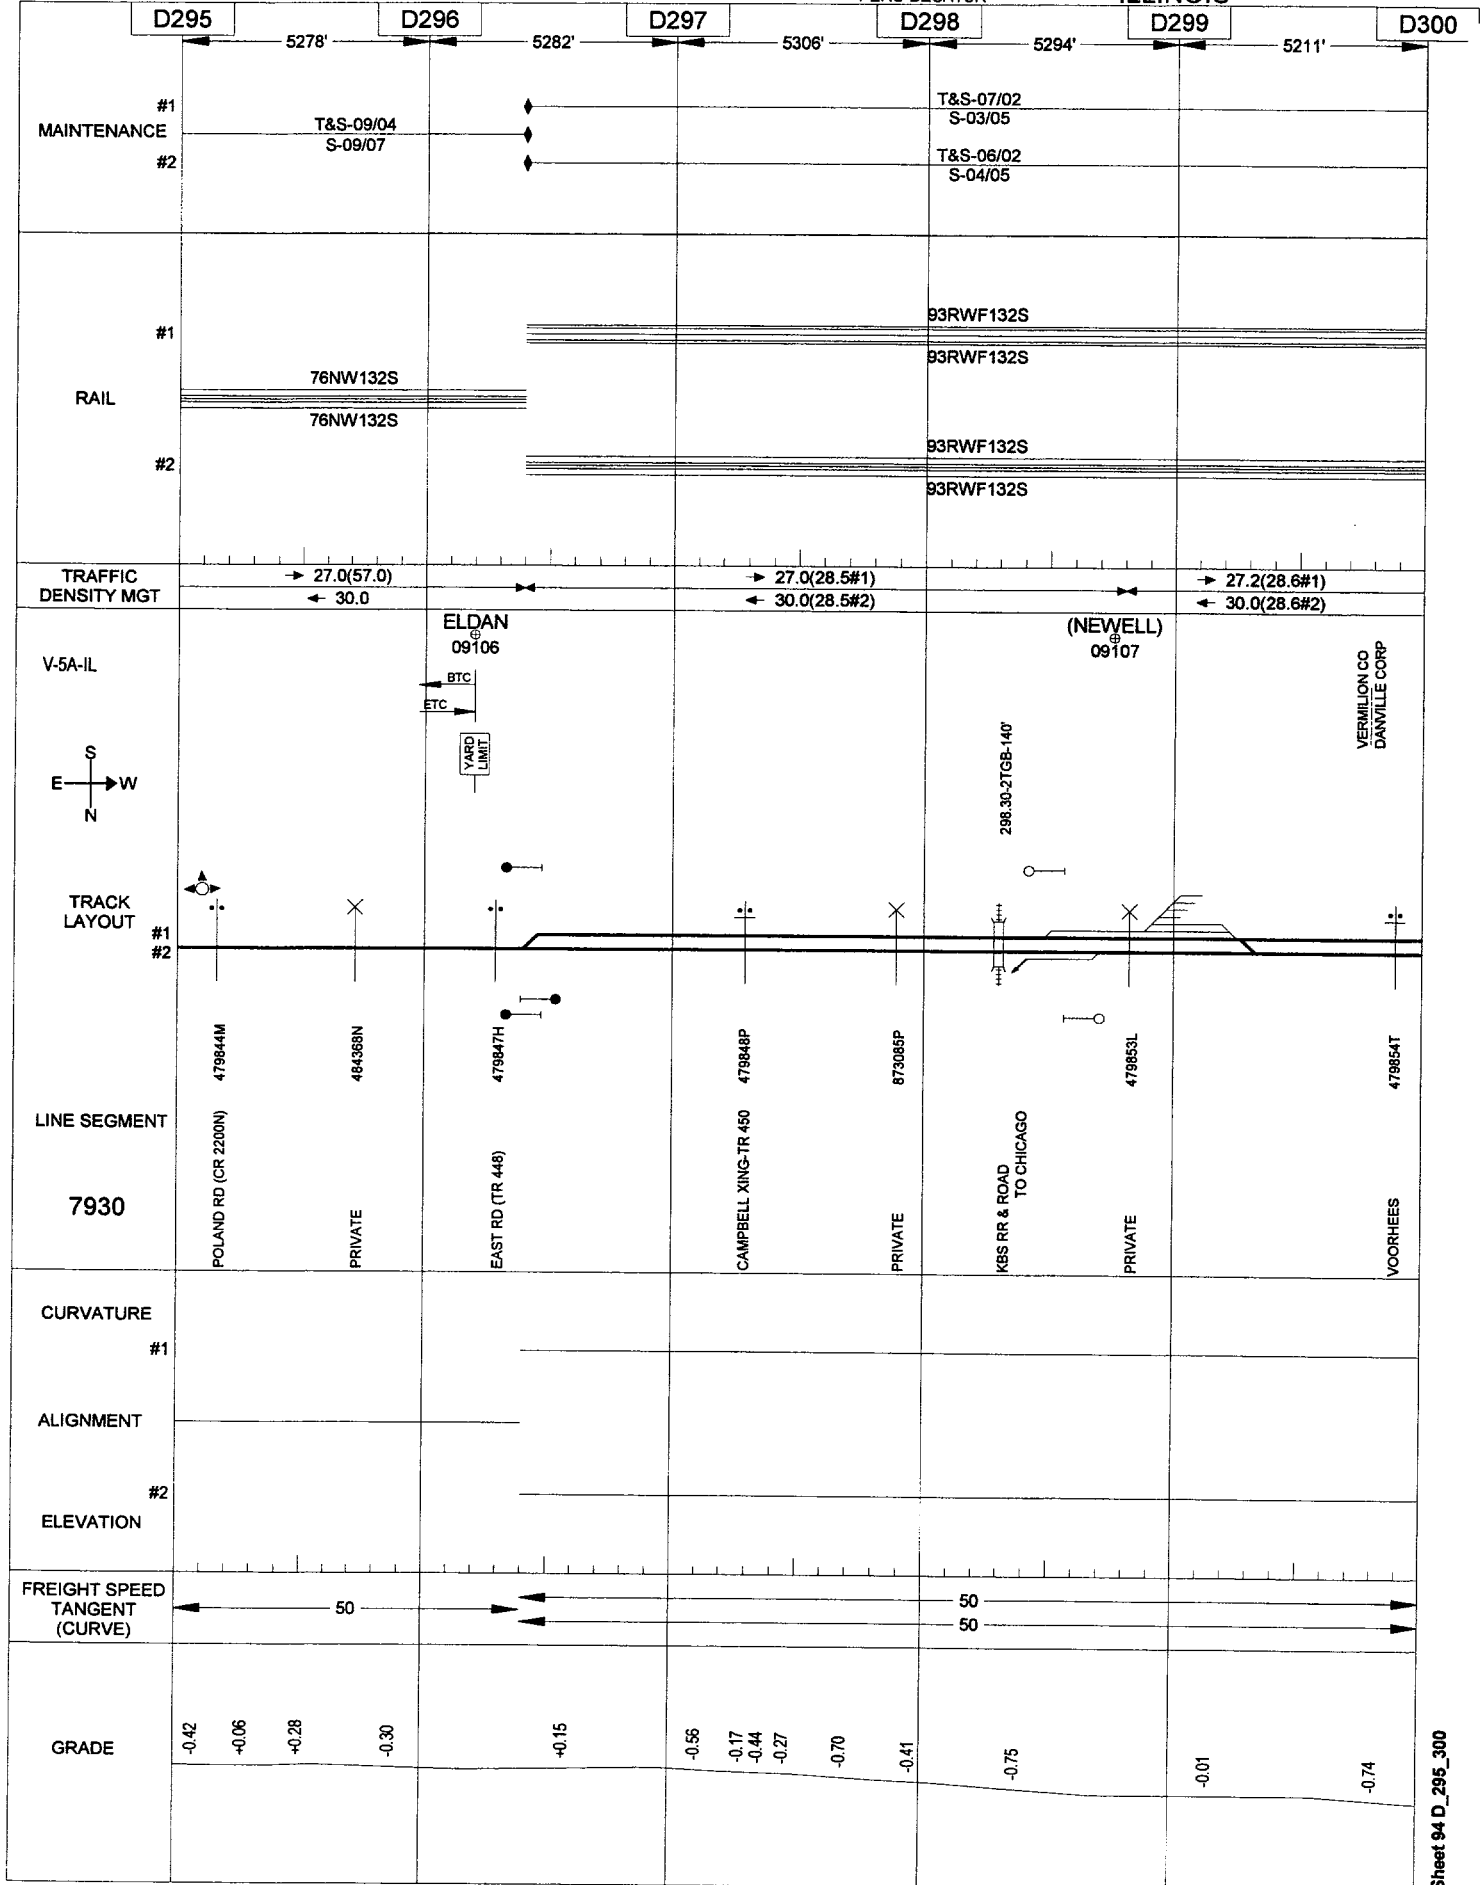 ILLINOIS
D295 D296 D297 D298 D299 D300
5278' 5282' 5306' 5294' 5211'
MAINTENANCE
#1
#2
T&S-09/04
S-09/07
T&S-07/02
S-03/05
T&S-06/02
S-04/05
RAIL
#1
#2
76NW132S
76NW132S
93RWF132S
93RWF132S
93RWF132S
93RWF132S
TRAFFIC
DENSITY MGT
27.0(57.0)
30.0
27.0(28.5#1)
30.0(28.5#2)
27.2(28.6#1)
30.0(28.6#2)
V-5A-IL
ELDAN
09106
BTC
ETC
YARD
LIMIT
(NEWELL)
09107
298.30-2TGB-140'
VERMILION CO
DANVILLE CORP
S
E W
N
TRACK
LAYOUT
#1
#2
479844M
484368N
479847H
479848P
873085P
479853L
479854T
LINE SEGMENT
7930
POLAND RD (CR 2200N)
PRIVATE
EAST RD (TR 448)
CAMPBELL XING-TR 450
PRIVATE
KBS RR & ROAD
TO CHICAGO
PRIVATE
VOORHEES
CURVATURE
#1
ALIGNMENT
#2
ELEVATION
FREIGHT SPEED
TANGENT
(CURVE)
50
50
50
GRADE
-0.42
+0.06
+0.28
-0.30
+0.15
-0.56
-0.17
-0.44
-0.27
-0.70
-0.41
-0.75
-0.01
-0.74
Sheet 94 D_295_300